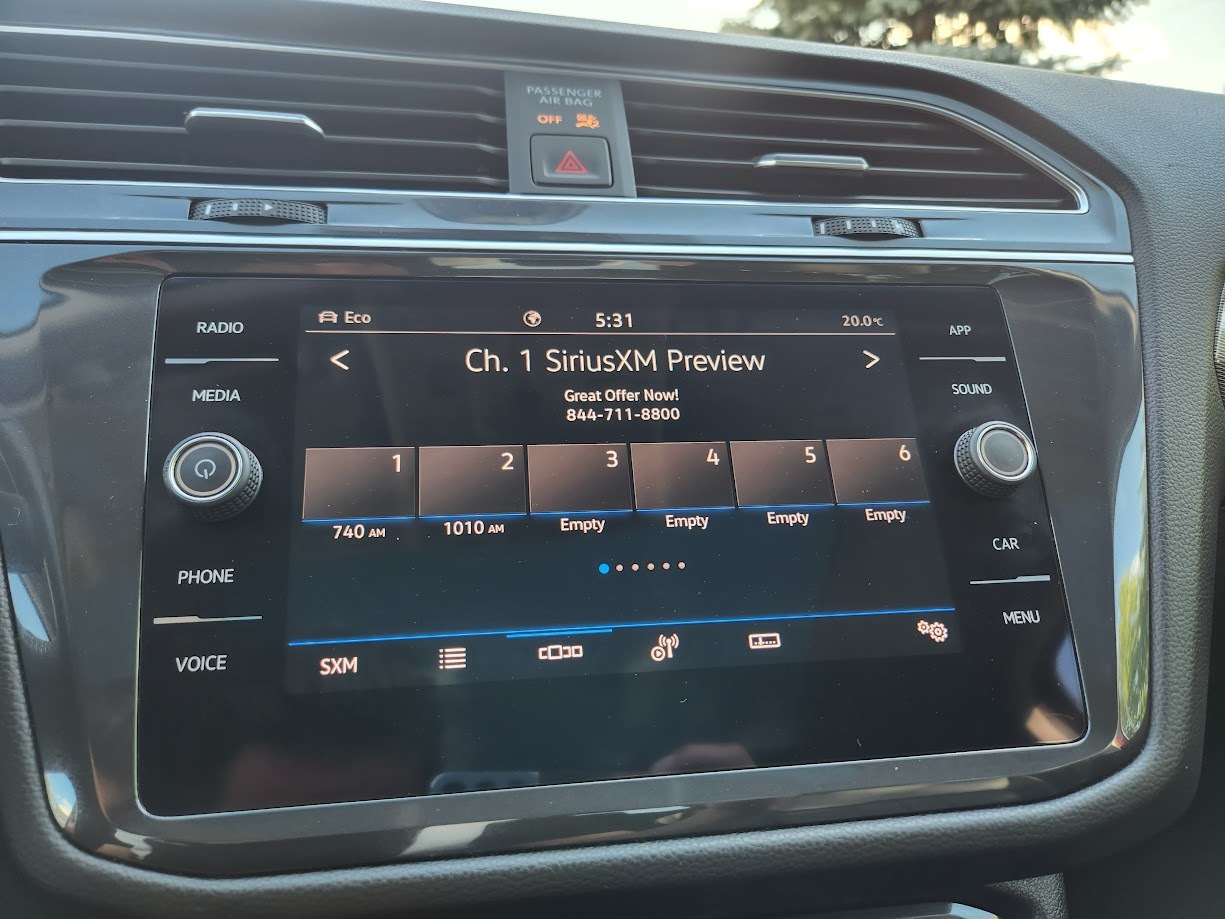 PASSENGER
AIR BAG
OFF
RADIO
MEDIA
PHONE
VOICE
Eco
5:31
20.0°C
< Ch. 1 SiriusXM Preview >
Great Offer Now!
844-711-8800
1 2 3 4 5 6
740 AM 1010 AM Empty Empty Empty Empty
SXM
APP
SOUND
CAR
MENU